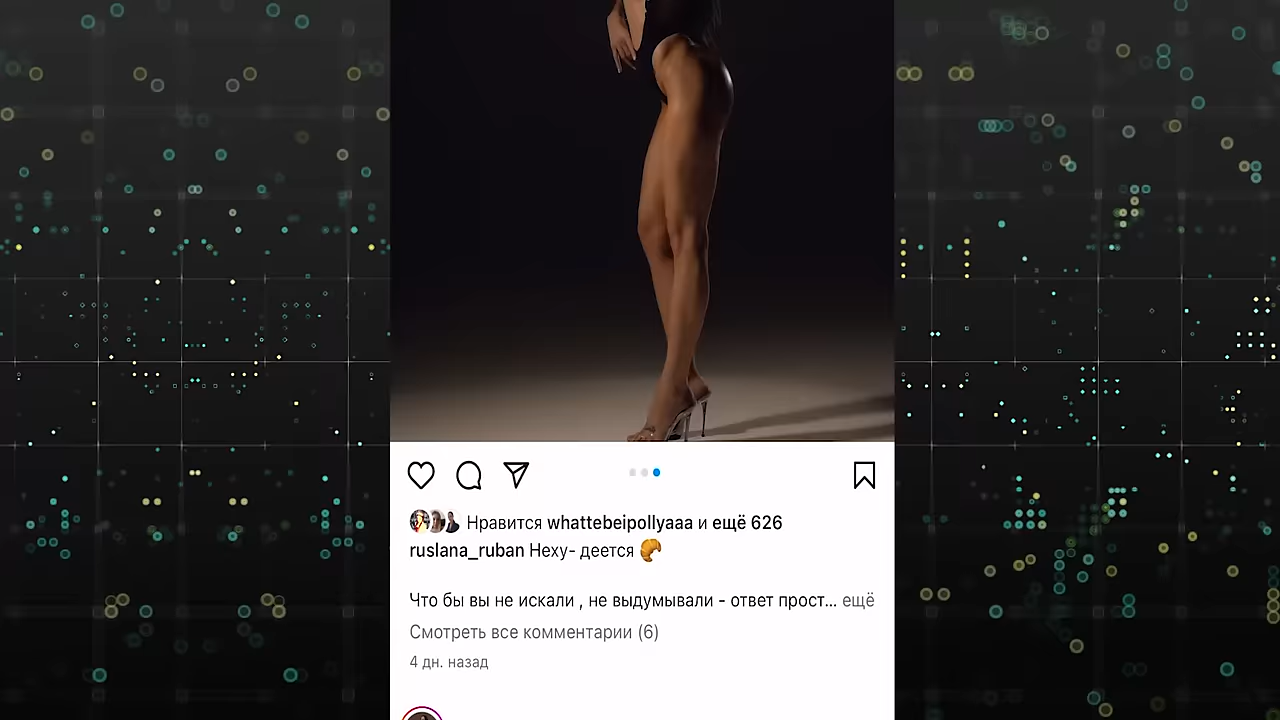 Нравится whattebeipollyaaa и ещё 626
ruslana_ruban Неху- деется
Что бы вы не искали , не выдумывали - ответ прост... ещё
Смотреть все комментарии (6)
4 дн. назад